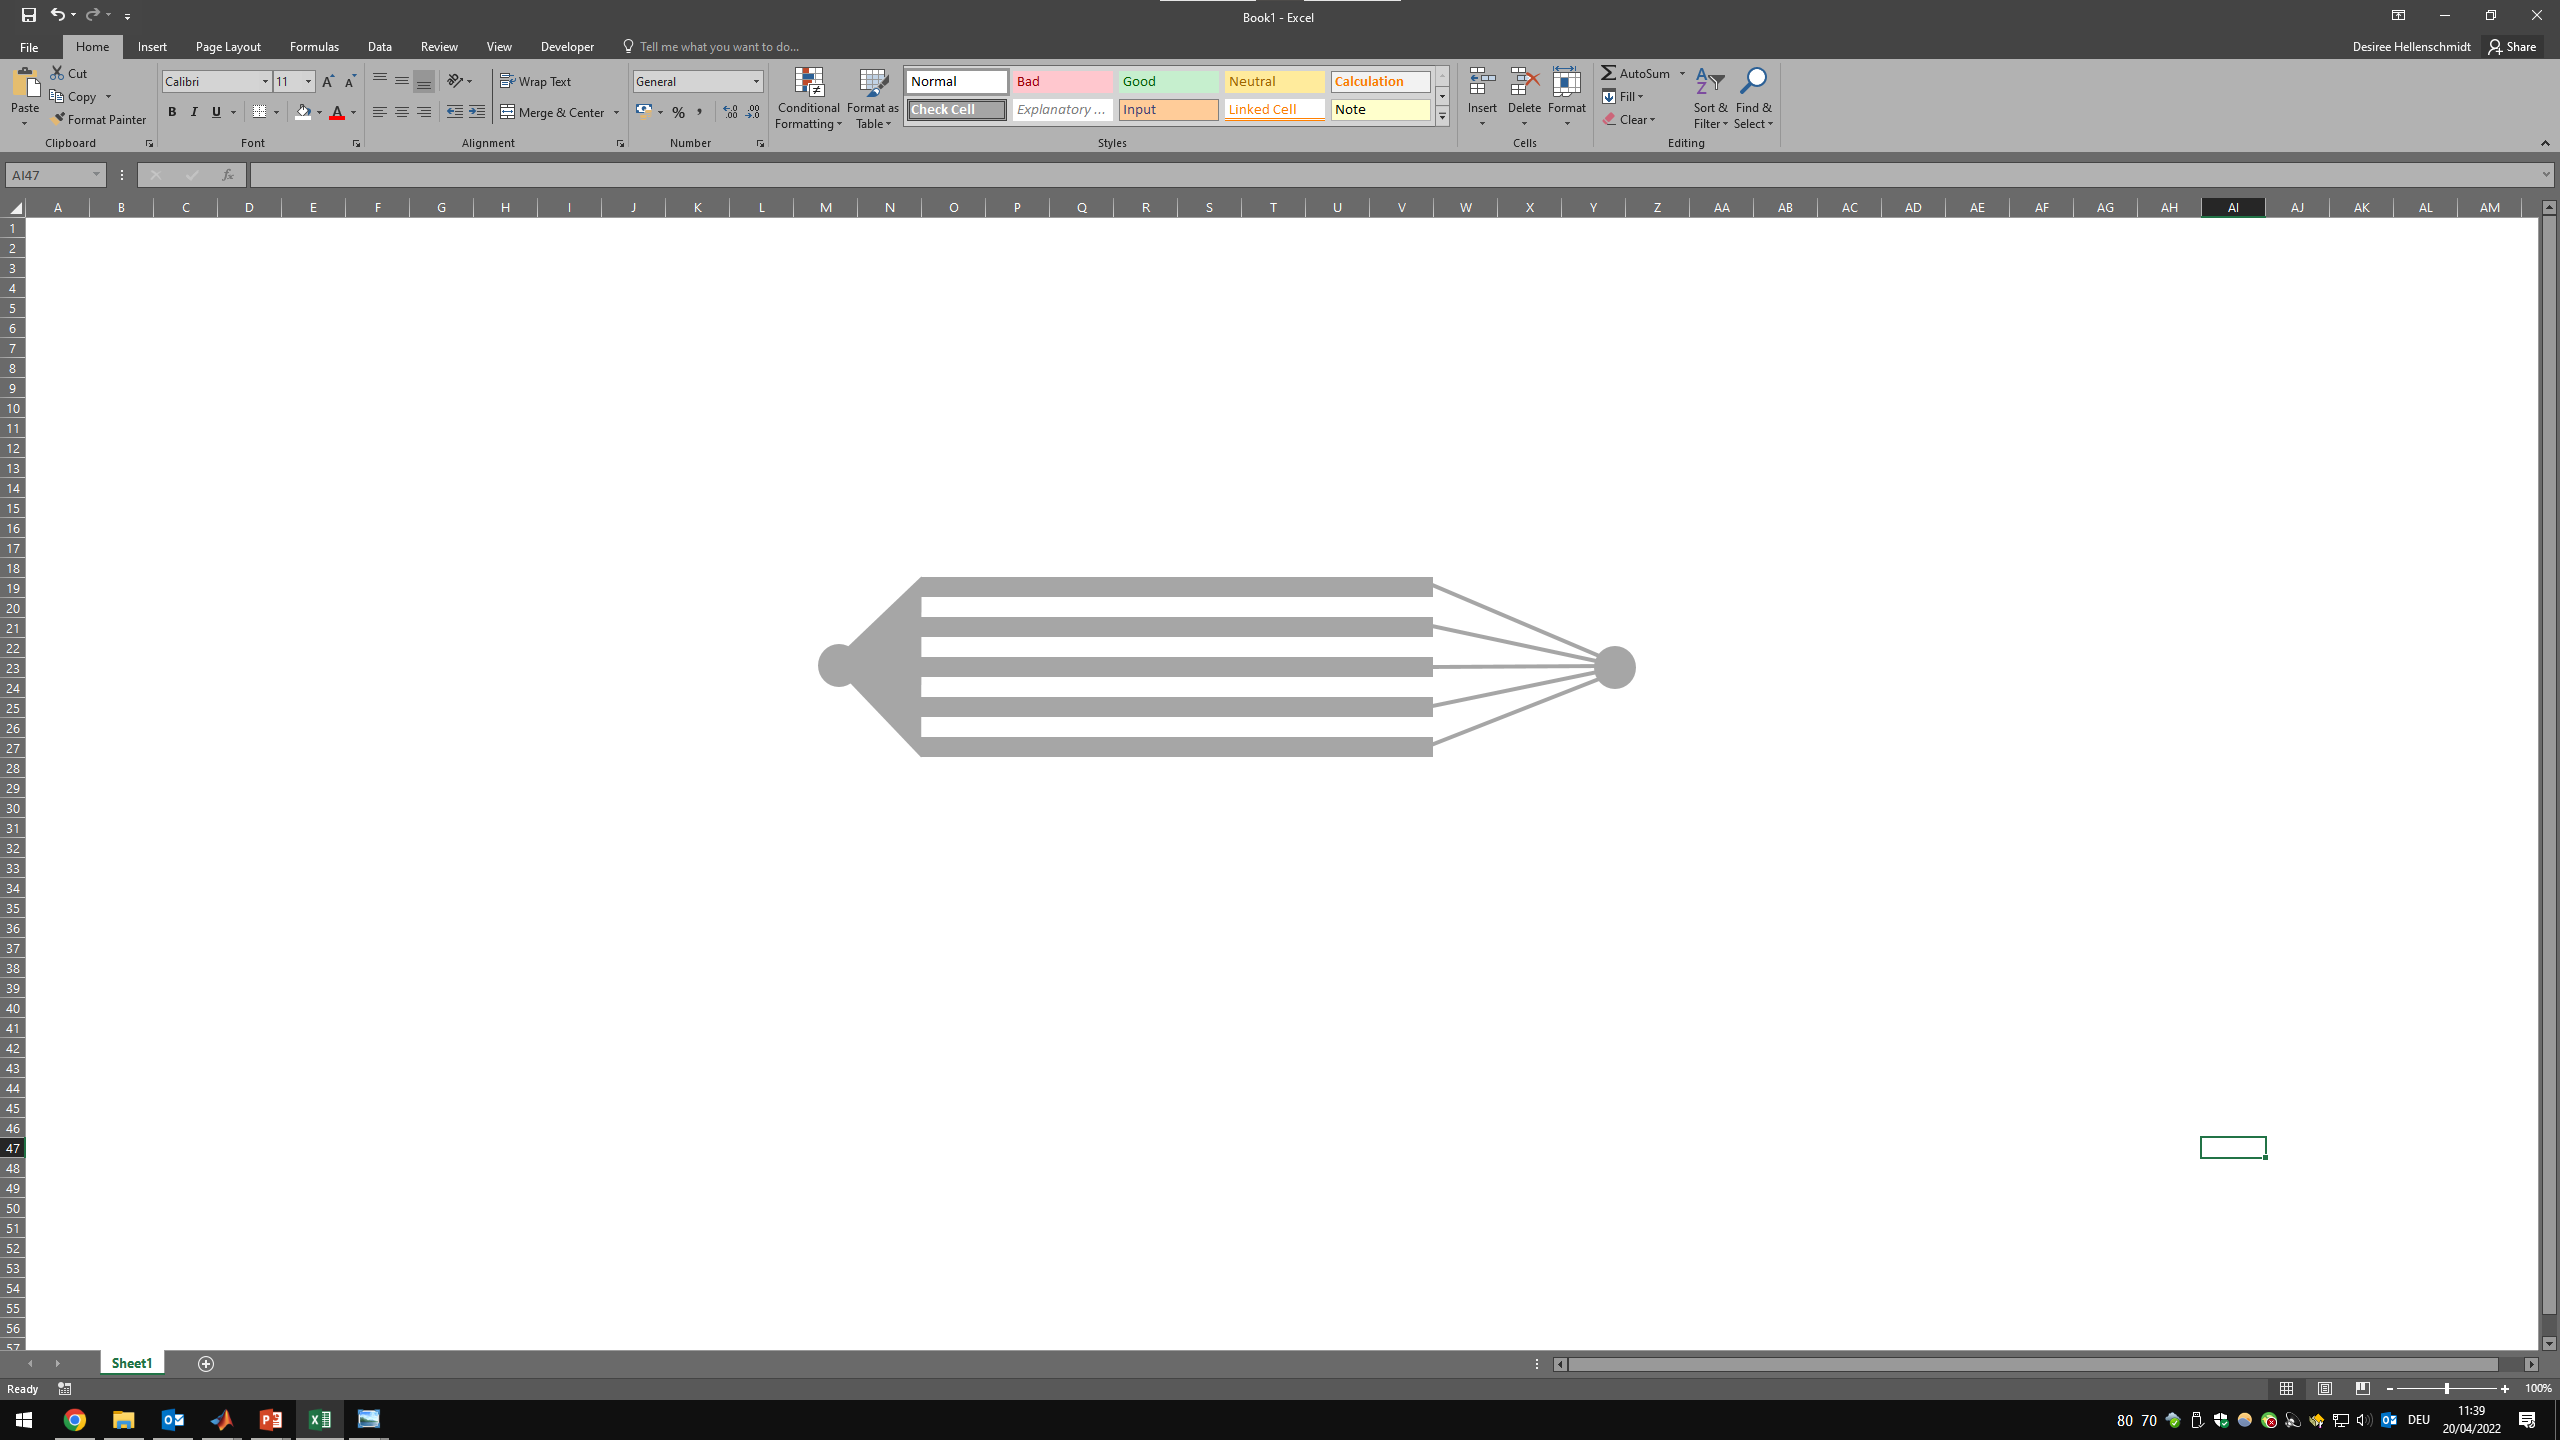 Book1 - Excel
File Home Insert Page Layout Formulas Data Review View Developer Tell me what you want to do... Desiree Hellenschmidt Share
Paste
Cut
Copy
Format Painter
Clipboard
Calibri 11
B I U
Font
Wrap Text
Merge & Center
Alignment
General
%
Number
Conditional Formatting
Format as Table
Normal Bad Good Neutral Calculation
Check Cell Explanatory ... Input Linked Cell Note
Styles
Insert Delete Format
Cells
AutoSum
Fill
Clear
Sort & Filter
Find & Select
Editing
AI47 fx
A B C D E F G H I J K L M N O P Q R S T U V W X Y Z AA AB AC AD AE AF AG AH AI AJ AK AL AM
1
2
3
4
5
6
7
8
9
10
11
12
13
14
15
16
17
18
19
20
21
22
23
24
25
26
27
28
29
30
31
32
33
34
35
36
37
38
39
40
41
42
43
44
45
46
47
48
49
50
51
52
53
54
55
56
57
Sheet1
Ready 100%
80 70 DEU 11:39
20/04/2022